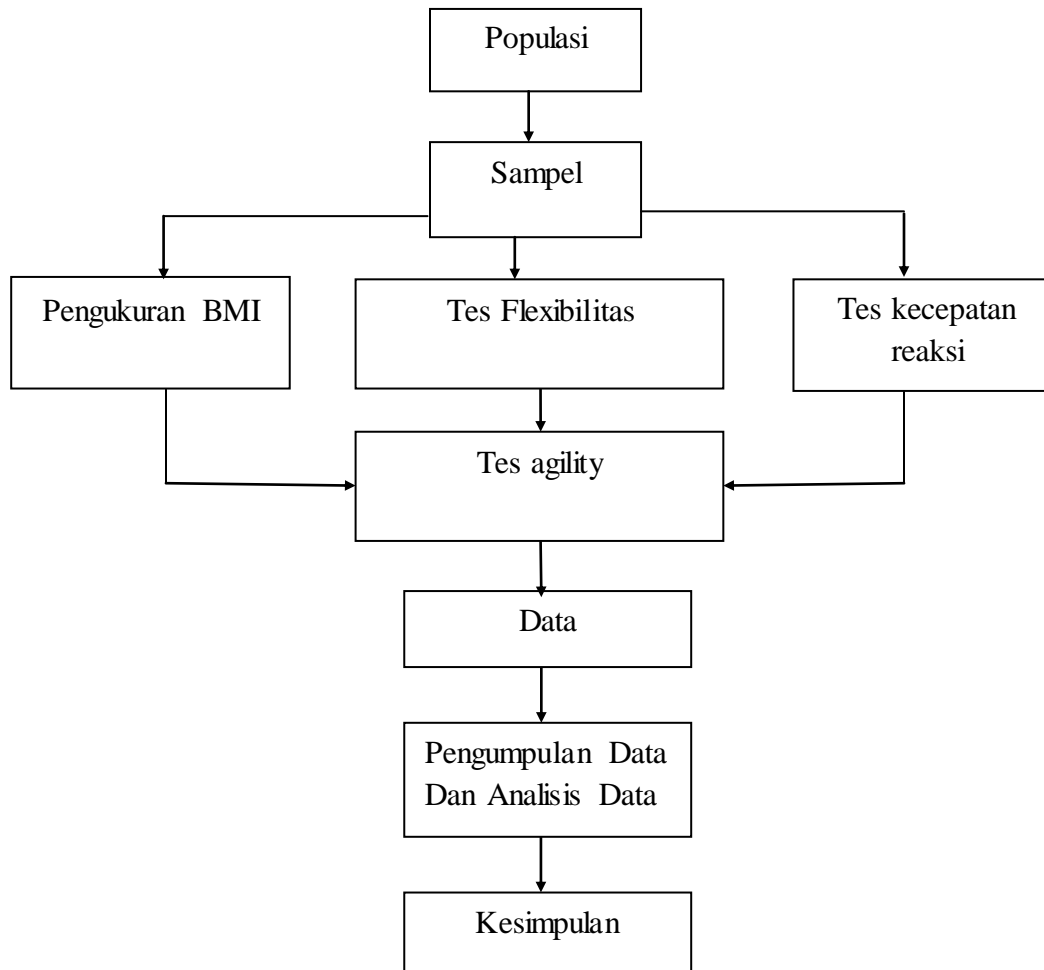 Populasi
Sampel
Pengukuran BMI
Tes Flexibilitas
Tes kecepatan
reaksi
Tes agility
Data
Pengumpulan Data
Dan Analisis Data
Kesimpulan